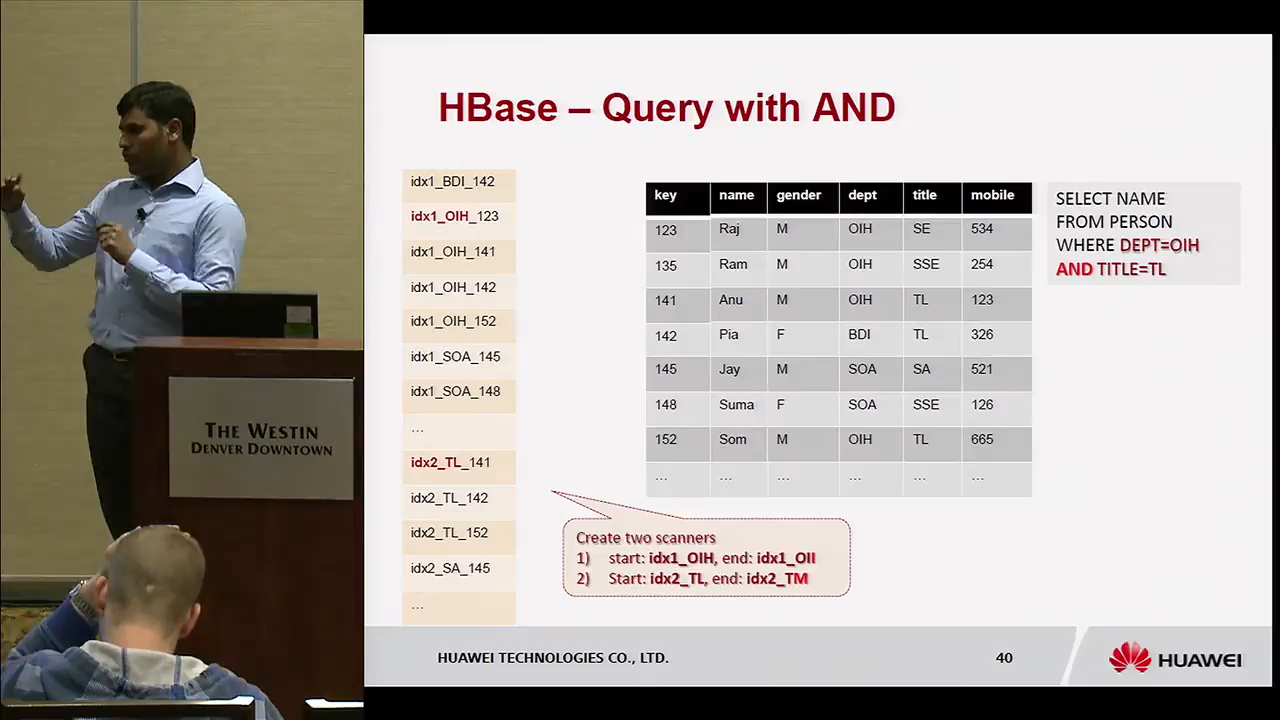 HBase – Query with AND
idx1_BDI_142
idx1_OIH_123
idx1_OIH_141
idx1_OIH_142
idx1_OIH_152
idx1_SOA_145
idx1_SOA_148
...
idx2_TL_141
idx2_TL_142
idx2_TL_152
idx2_SA_145
...
key name gender dept title mobile
123 Raj M OIH SE 534
135 Ram M OIH SSE 254
141 Anu M OIH TL 123
142 Pia F BDI TL 326
145 Jay M SOA SA 521
148 Suma F SOA SSE 126
152 Som M OIH TL 665
... ... ... ... ... ...
SELECT NAME
FROM PERSON
WHERE DEPT=OIH
AND TITLE=TL
Create two scanners
1) start: idx1_OIH, end: idx1_OII
2) Start: idx2_TL, end: idx2_TM
THE WESTIN
DENVER DOWNTOWN
HUAWEI TECHNOLOGIES CO., LTD.
40
HUAWEI